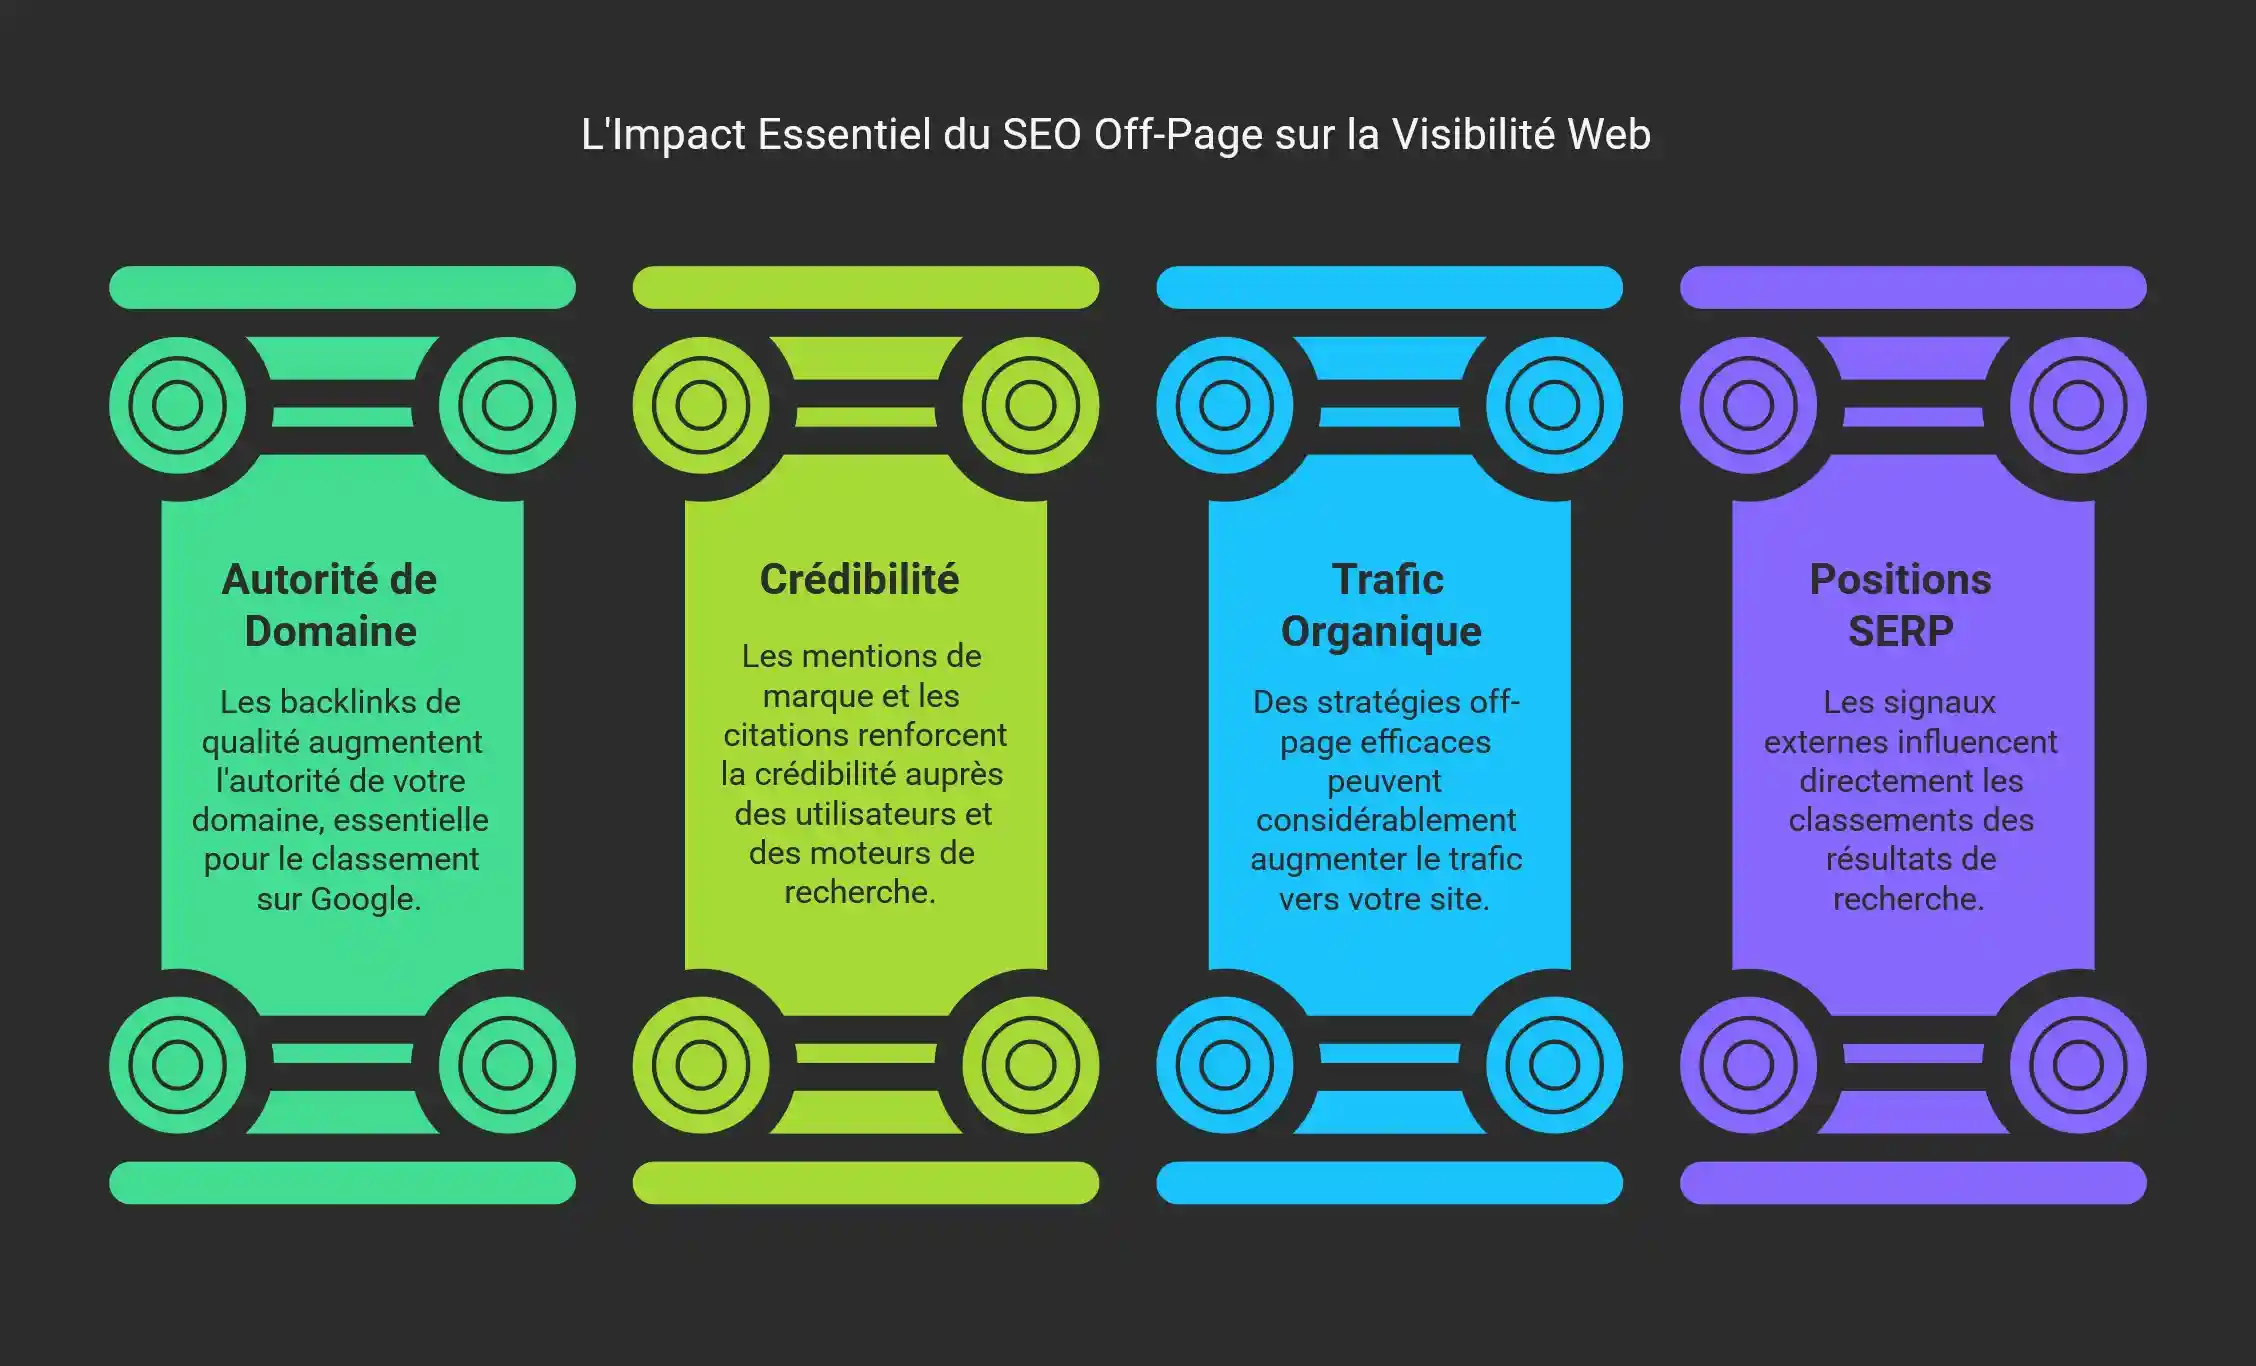 L'Impact Essentiel du SEO Off-Page sur la Visibilité Web
Autorité de
Domaine
Les backlinks de
qualité augmentent
l'autorité de votre
domaine, essentielle
pour le classement
sur Google.
Crédibilité
Les mentions de
marque et les
citations renforcent
la crédibilité auprès
des utilisateurs et
des moteurs de
recherche.
Trafic
Organique
Des stratégies off-
page efficaces
peuvent
considérablement
augmenter le trafic
vers votre site.
Positions
SERP
Les signaux
externes influencent
directement les
classements des
résultats de
recherche.